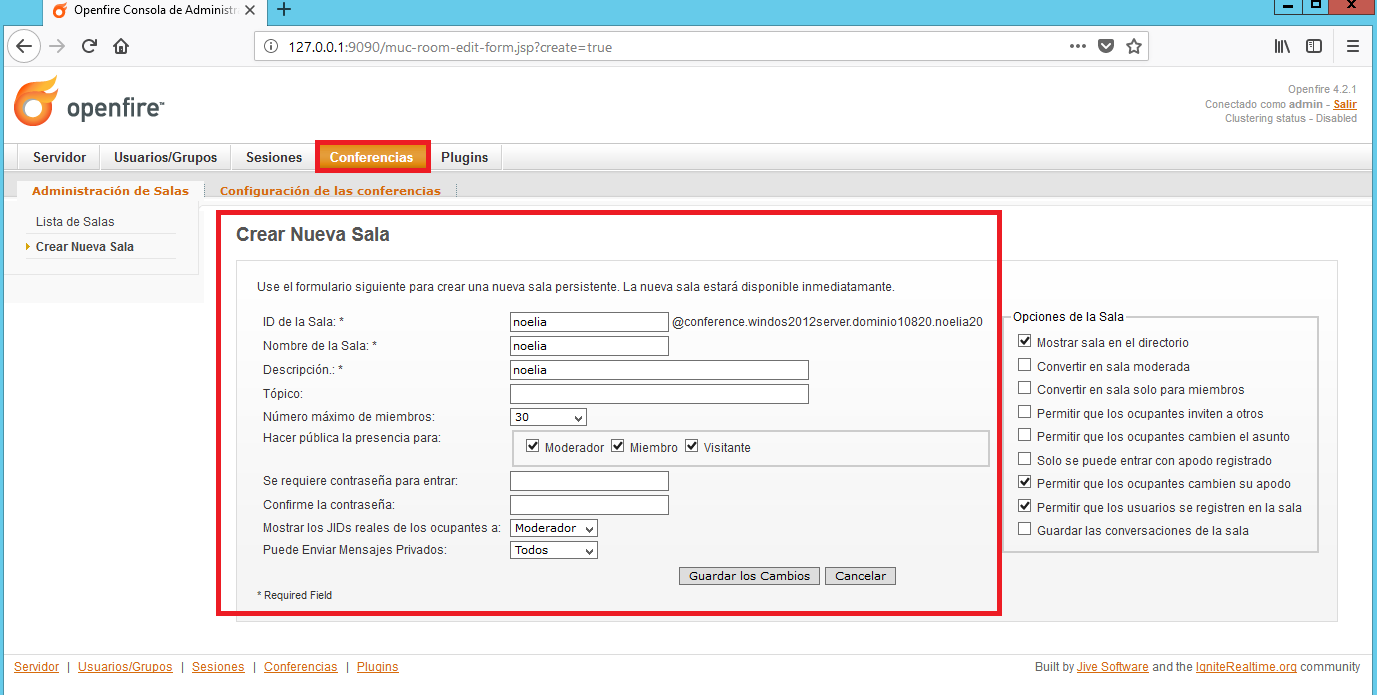 Openfire Consola de Administr
127.0.0.1:9090/muc-room-edit-form.jsp?create=true
openfire™
Openfire 4.2.1
Conectado como admin - Salir
Clustering status - Disabled
Servidor Usuarios/Grupos Sesiones Conferencias Plugins
Administración de Salas Configuración de las conferencias
Lista de Salas
Crear Nueva Sala
Crear Nueva Sala
Use el formulario siguiente para crear una nueva sala persistente. La nueva sala estará disponible inmediatamante.
ID de la Sala: * noelia @conference.windos2012server.dominio10820.noelia20
Nombre de la Sala: * noelia
Descripción.: * noelia
Tópico:
Número máximo de miembros: 30
Hacer pública la presencia para: Moderador Miembro Visitante
Se requiere contraseña para entrar:
Confirme la contraseña:
Mostrar los JIDs reales de los ocupantes a: Moderador
Puede Enviar Mensajes Privados: Todos
Guardar los Cambios Cancelar
* Required Field
Opciones de la Sala
Mostrar sala en el directorio
Convertir en sala moderada
Convertir en sala solo para miembros
Permitir que los ocupantes inviten a otros
Permitir que los ocupantes cambien el asunto
Solo se puede entrar con apodo registrado
Permitir que los ocupantes cambien su apodo
Permitir que los usuarios se registren en la sala
Guardar las conversaciones de la sala
Servidor | Usuarios/Grupos | Sesiones | Conferencias | Plugins
Built by Jive Software and the IgniteRealtime.org community